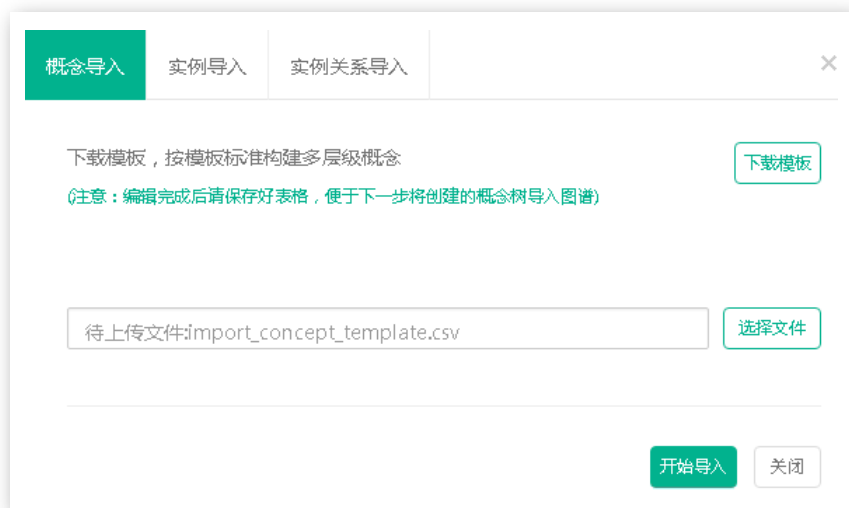 概念导入 实例导入 实例关系导入 ×
下载模板，按模板标准构建多层级概念
下载模板
(注意：编辑完成后请保存好表格，便于下一步将创建的概念树导入图谱)
待上传文件:import_concept_template.csv
选择文件
开始导入 关闭